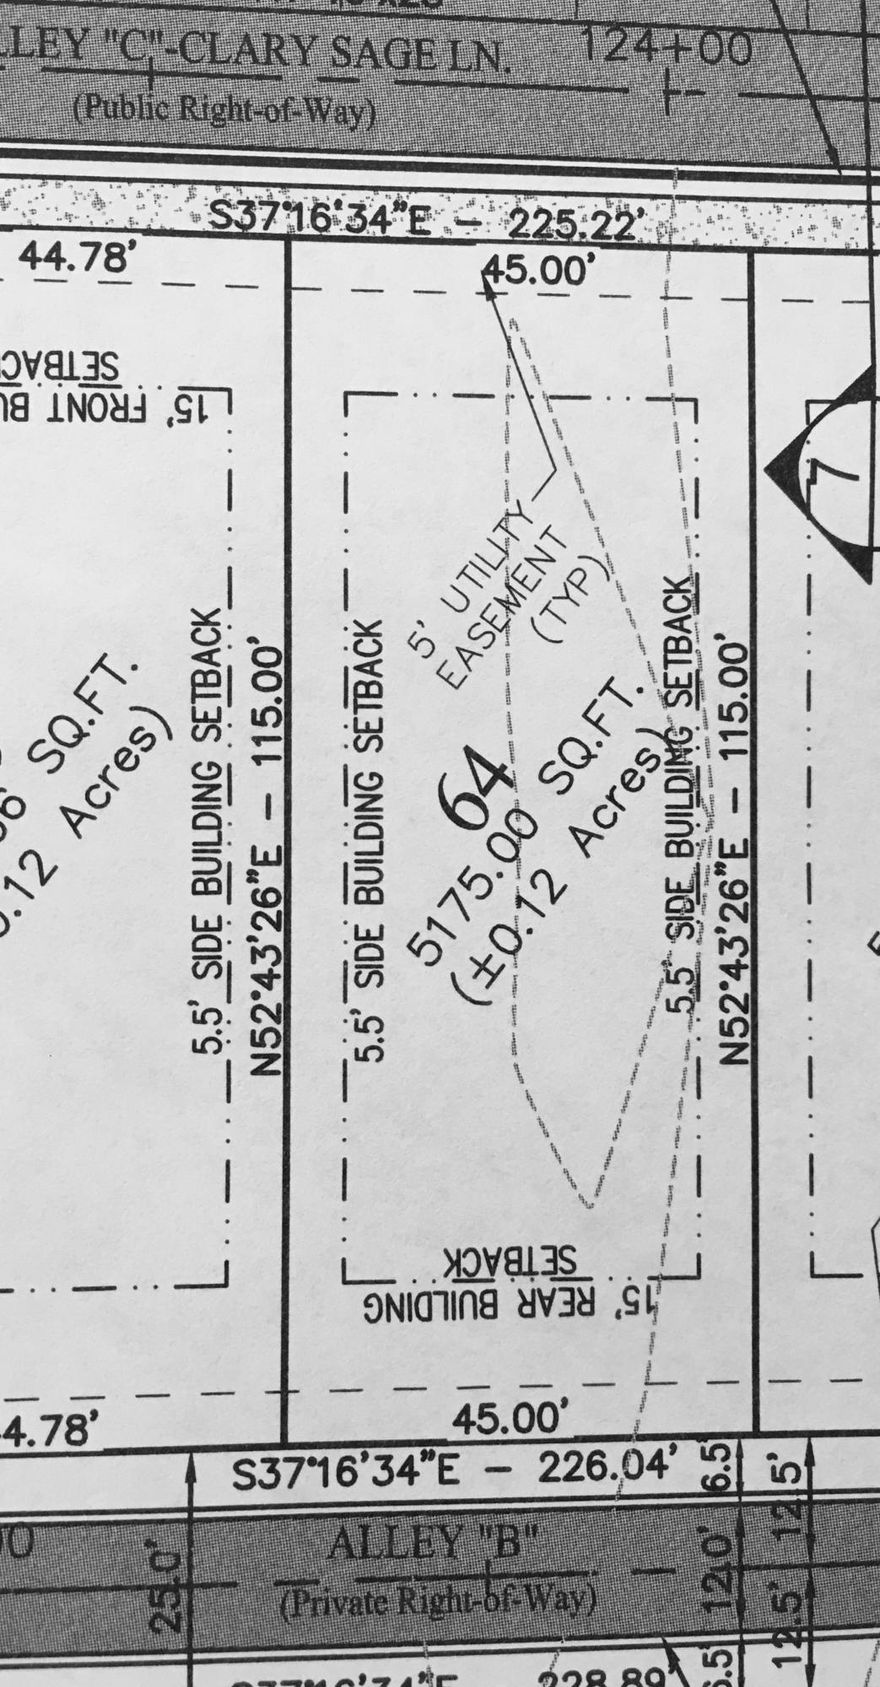 ALLEY "C"-CLARY SAGE LN. 124+00
(Public Right-of-Way)
S37°16'34"E - 225.22'
44.78'
45.00'
SETBACK
15' FRONT
5' UTILITY
EASEMENT
(TYP)
7
5.5' SIDE BUILDING SETBACK
N52°43'26"E - 115.00'
5.5' SIDE BUILDING SETBACK
64
5175.00 SQ.FT.
(±0.12 Acres)
5.5' SIDE BUILDING SETBACK
N52°43'26"E - 115.00'
SQ.FT.
0.12 Acres)
15' REAR BUILDING
SETBACK
4.78'
45.00'
S37°16'34"E - 226.04'
6.5'
12.5'
ALLEY "B"
(Private Right-of-Way)
25.0'
12.0'
12.5'
228.89'